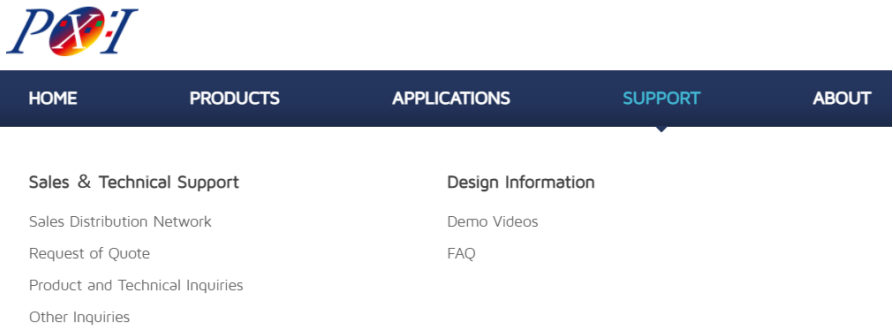 PXI
HOME PRODUCTS APPLICATIONS SUPPORT ABOUT
Sales & Technical Support
Sales Distribution Network
Request of Quote
Product and Technical Inquiries
Other Inquiries
Design Information
Demo Videos
FAQ